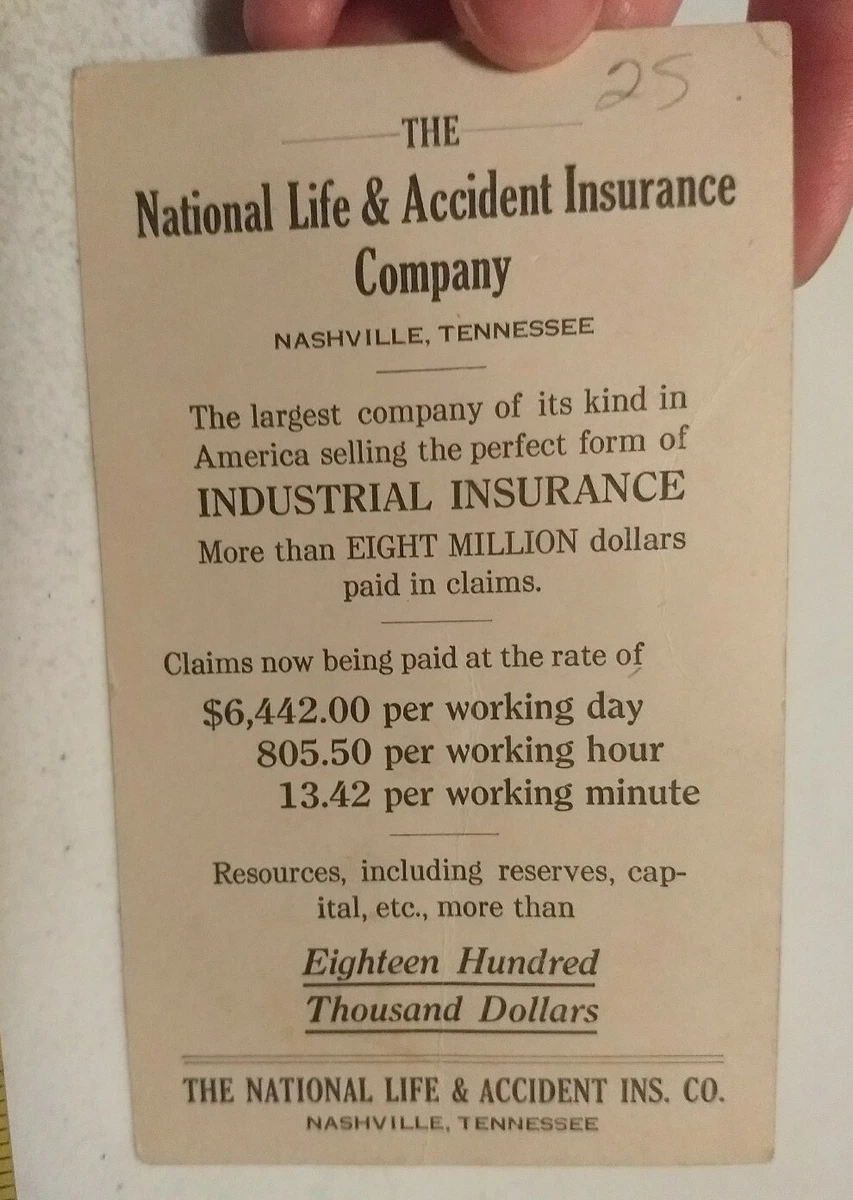 25
THE
National Life & Accident Insurance
Company
NASHVILLE, TENNESSEE
The largest company of its kind in
America selling the perfect form of
INDUSTRIAL INSURANCE
More than EIGHT MILLION dollars
paid in claims.
Claims now being paid at the rate of
$6,442.00 per working day
805.50 per working hour
13.42 per working minute
Resources, including reserves, cap-
ital, etc., more than
Eighteen Hundred
Thousand Dollars
THE NATIONAL LIFE & ACCIDENT INS. CO.
NASHVILLE, TENNESSEE